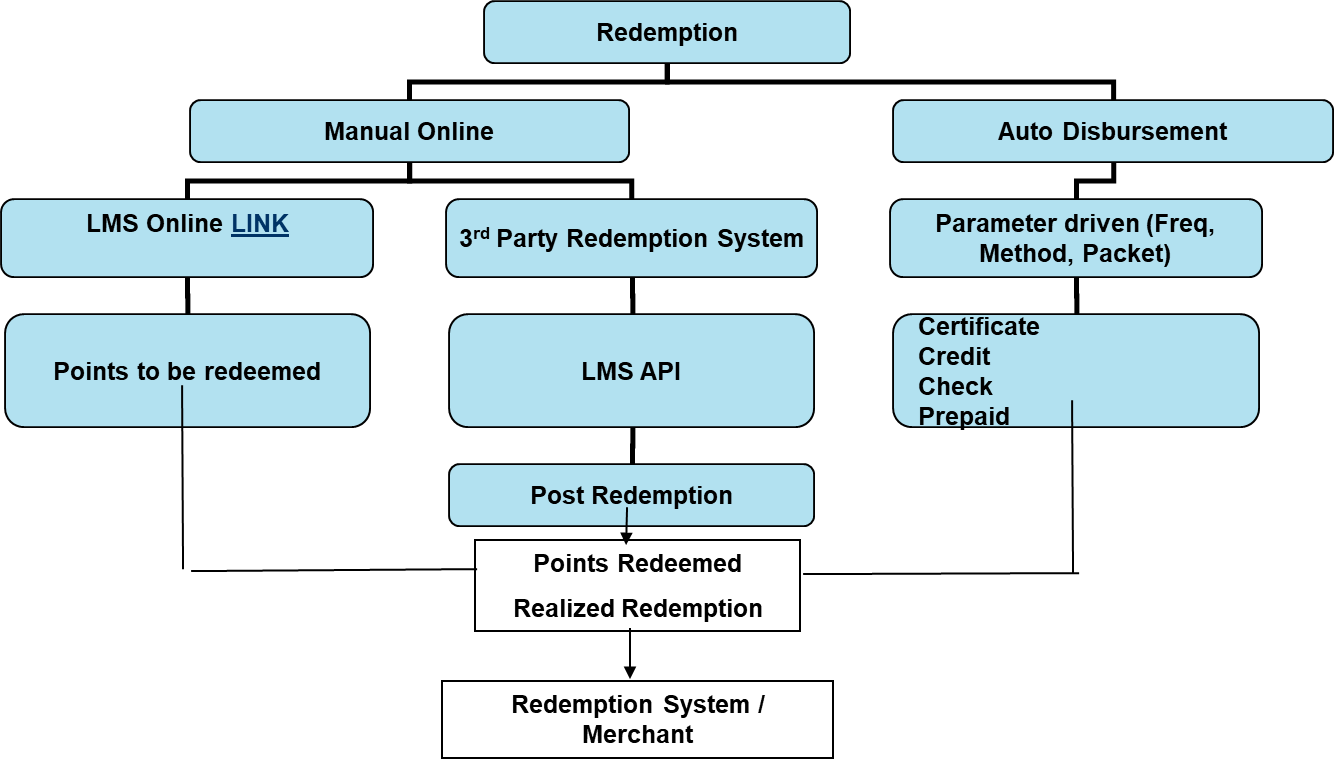 Redemption
Manual Online
Auto Disbursement
LMS Online LINK
3rd Party Redemption System
Parameter driven (Freq,
Method, Packet)
Points to be redeemed
LMS API
Certificate
Credit
Check
Prepaid
Post Redemption
Points Redeemed
Realized Redemption
Redemption System /
Merchant